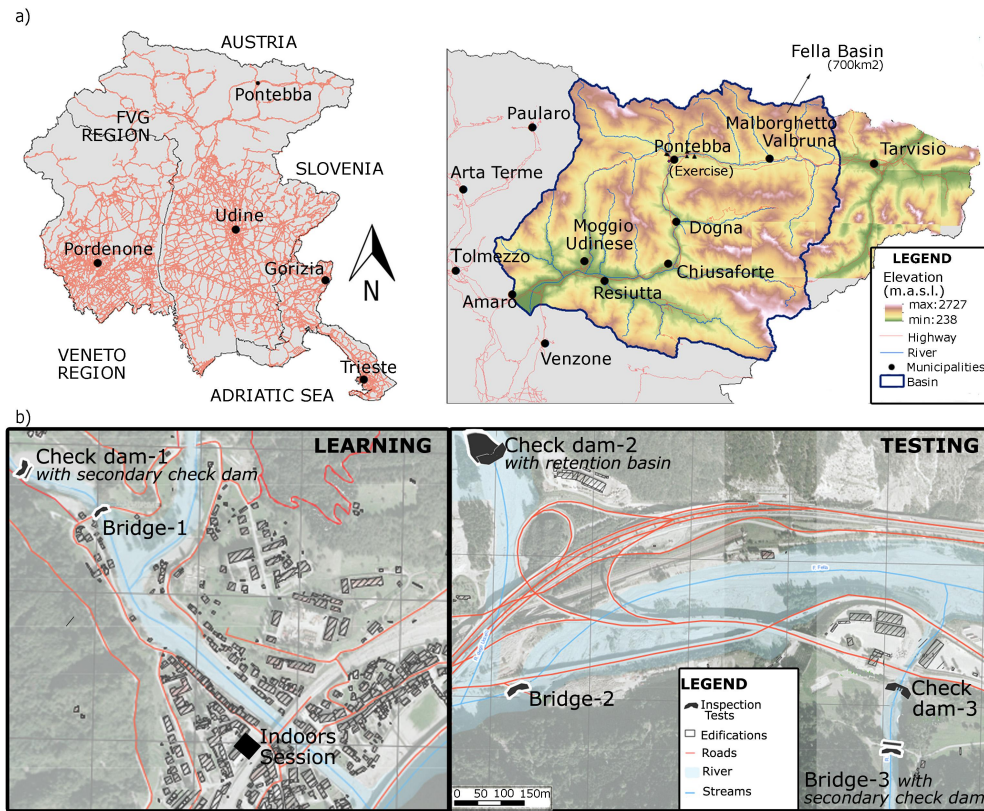 a)
AUSTRIA
Pontebba
FVG
REGION
SLOVENIA
Udine
Pordenone
Gorizia
N
VENETO
REGION
Trieste
ADRIATIC SEA
Fella Basin
(700km2)
Paularo
Malborghetto
Valbruna
Pontebba
(Exercise)
Tarvisio
Arta Terme
Moggio
Udinese
Dogna
Tolmezzo
Chiusaforte
Resiutta
Amaro
Venzone
LEGEND
Elevation
(m.a.s.l.)
max:2727
min:238
Highway
River
Municipalities
Basin
b)
LEARNING
Check dam-1
with secondary check dam
Bridge-1
Indoors
Session
TESTING
Check dam-2
with retention basin
Bridge-2
Check
dam-3
Bridge-3 with
secondary check dam
LEGEND
Inspection
Tests
Edifications
Roads
River
Streams
0 50 100 150m